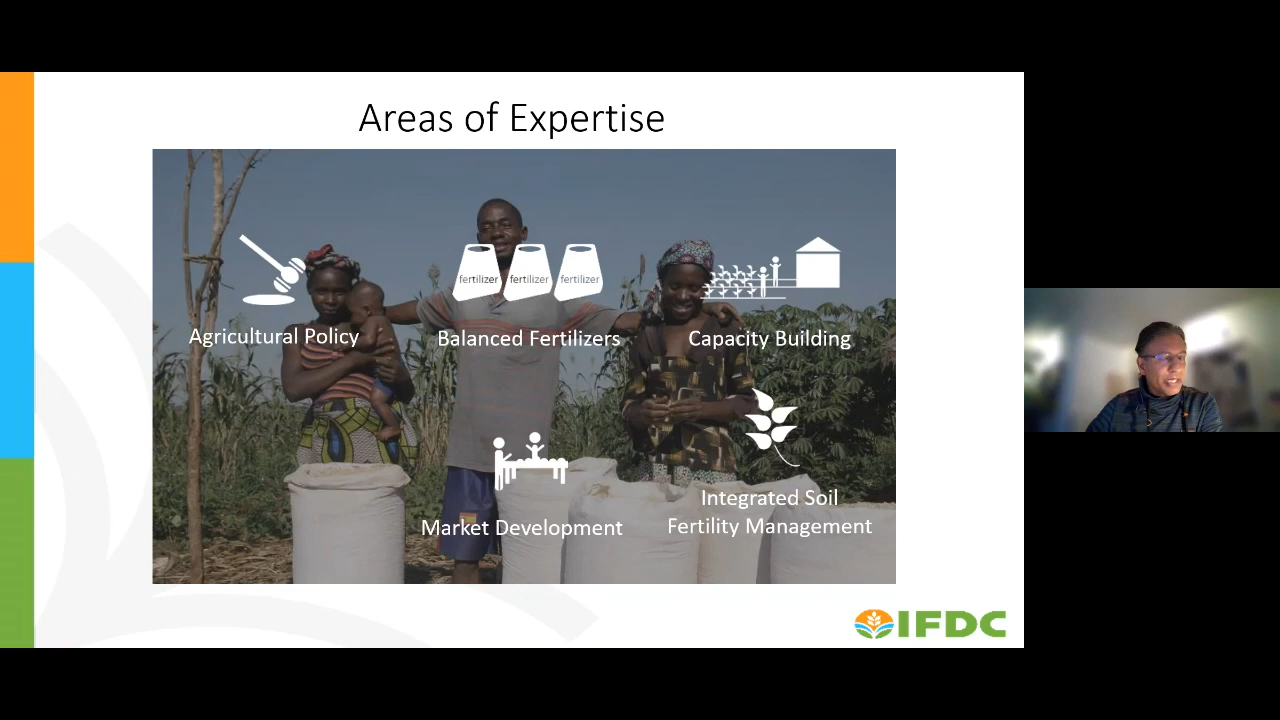 Areas of Expertise
fertilizer fertilizer fertilizer
Agricultural Policy
Balanced Fertilizers
Capacity Building
Market Development
Integrated Soil
Fertility Management
IFDC